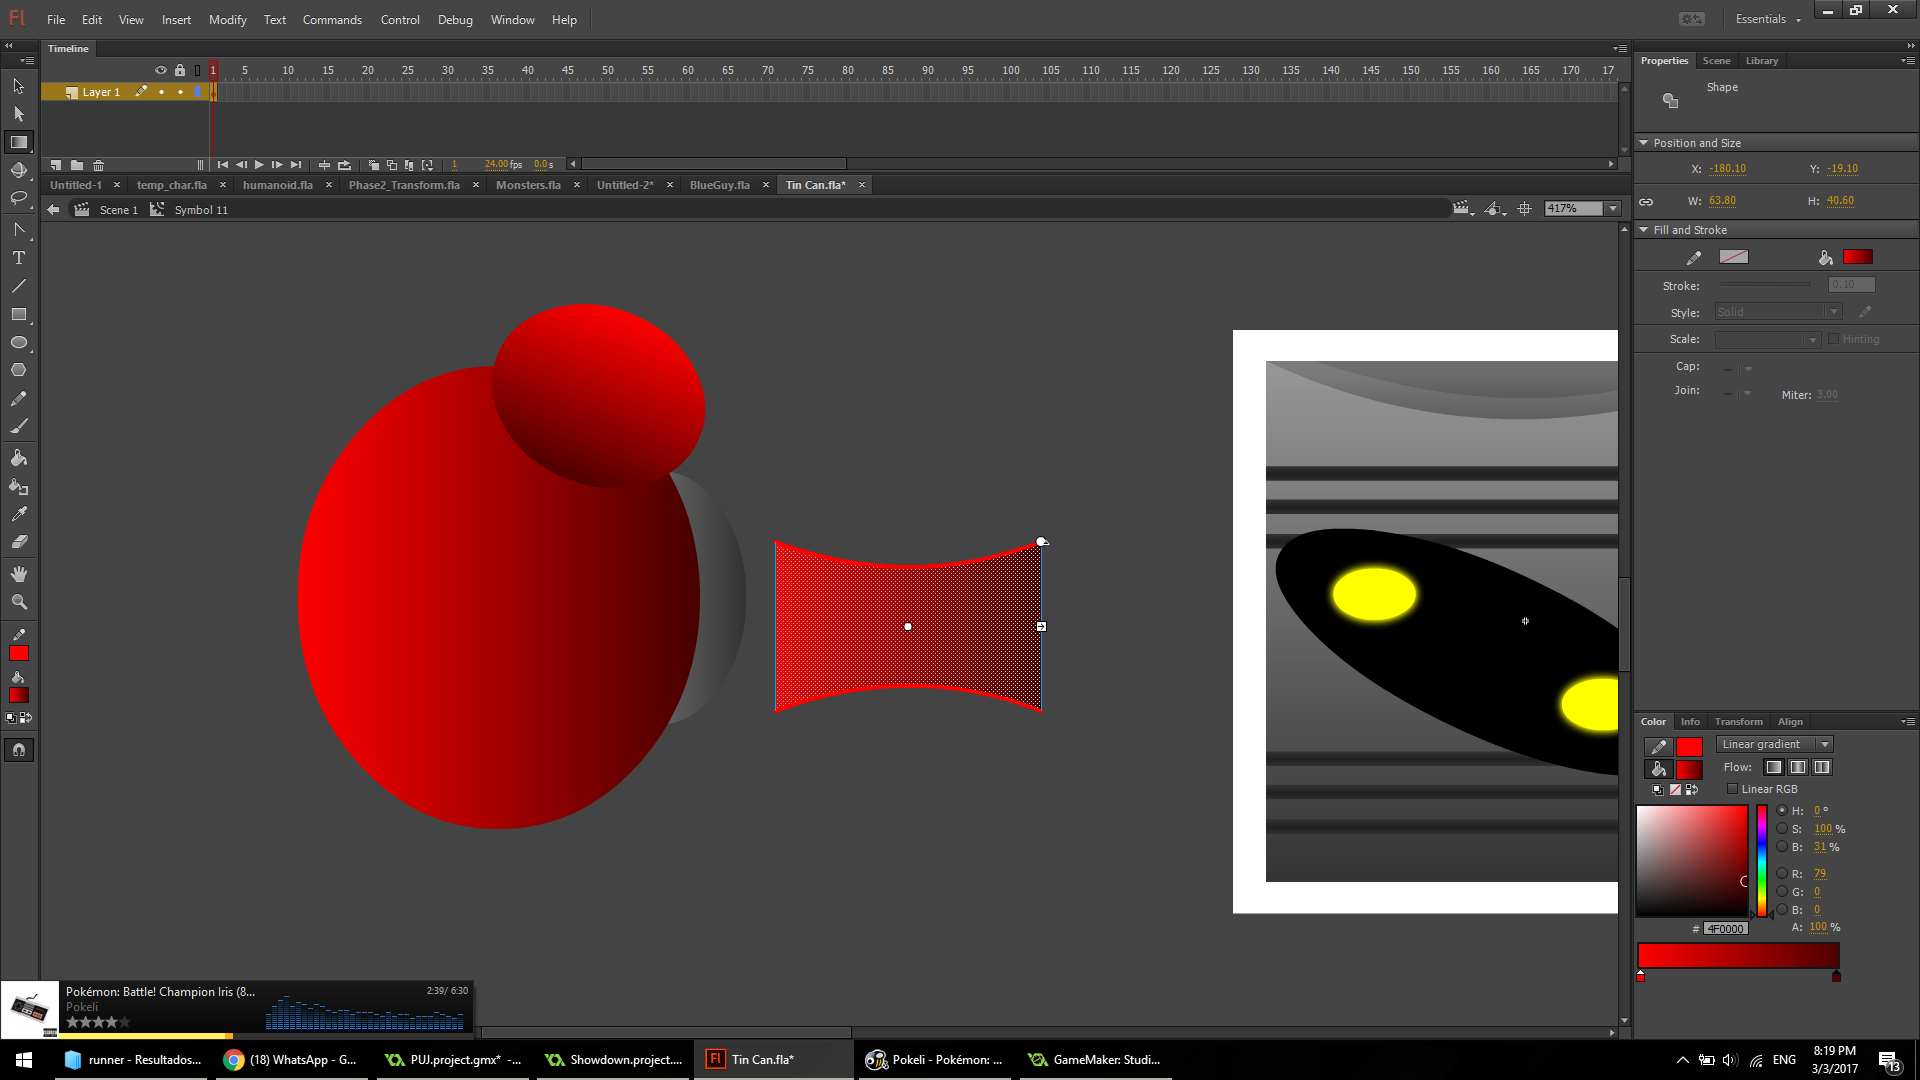 Fl File Edit View Insert Modify Text Commands Control Debug Window Help Essentials
Timeline
1 5 10 15 20 25 30 35 40 45 50 55 60 65 70 75 80 85 90 95 100 105 110 115 120 125 130 135 140 145 150 155 160 165 170 17
Layer 1
1 24.00 fps 0.0 s
Untitled-1 temp_char.fla humanoid.fla Phase2_Transform.fla Monsters.fla Untitled-2* BlueGuy.fla Tin Can.fla*
Scene 1 Symbol 11 417%
Properties Scene Library
Shape
Position and Size
X: -180.10 Y: -19.10
W: 63.80 H: 40.60
Fill and Stroke
Stroke: 0.10
Style: Solid
Scale: Hinting
Cap:
Join: Miter: 3.00
Color Info Transform Align
Linear gradient
Flow:
Linear RGB
H: 0 °
S: 100 %
B: 31 %
R: 79
G: 0
B: 0
# 4F0000 A: 100 %
Pokémon: Battle! Champion Iris (8... 2:39/ 6:30
Pokeli
runner - Resultados... (18) WhatsApp - G... PUJ.project.gmx* -... Showdown.project.... Fl Tin Can.fla* Pokeli - Pokémon: ... GameMaker: Studi... ENG 8:19 PM
3/3/2017 13